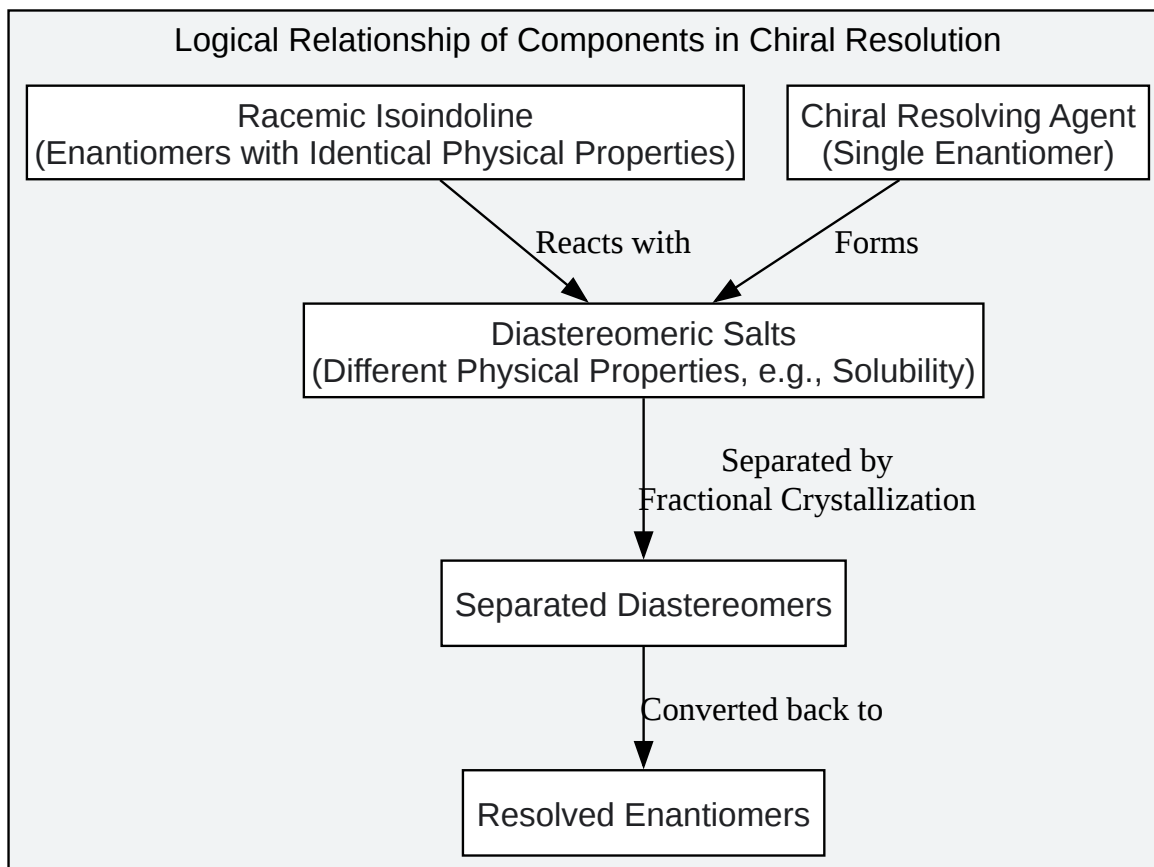 Logical Relationship of Components in Chiral Resolution
Racemic Isoindoline
(Enantiomers with Identical Physical Properties)
Chiral Resolving Agent
(Single Enantiomer)
Reacts with
Forms
Diastereomeric Salts
(Different Physical Properties, e.g., Solubility)
Separated by
Fractional Crystallization
Separated Diastereomers
Converted back to
Resolved Enantiomers